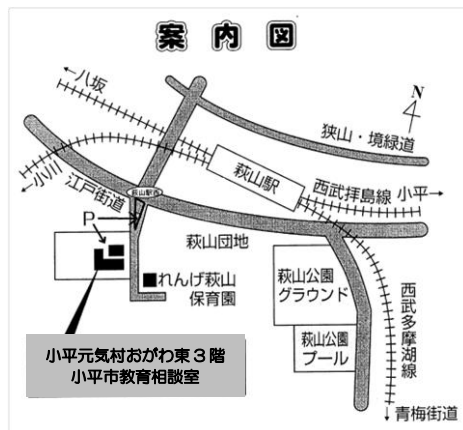 案内図
←八坂
N
狭山・境緑道
小川
江戸街道
萩山駅西
萩山駅
西武拝島線 小平
P
萩山団地
■れんげ萩山
保育園
萩山公園
グラウンド
萩山公園
プール
西武多摩湖線
小平元気村おがわ東3階
小平市教育相談室
青梅街道